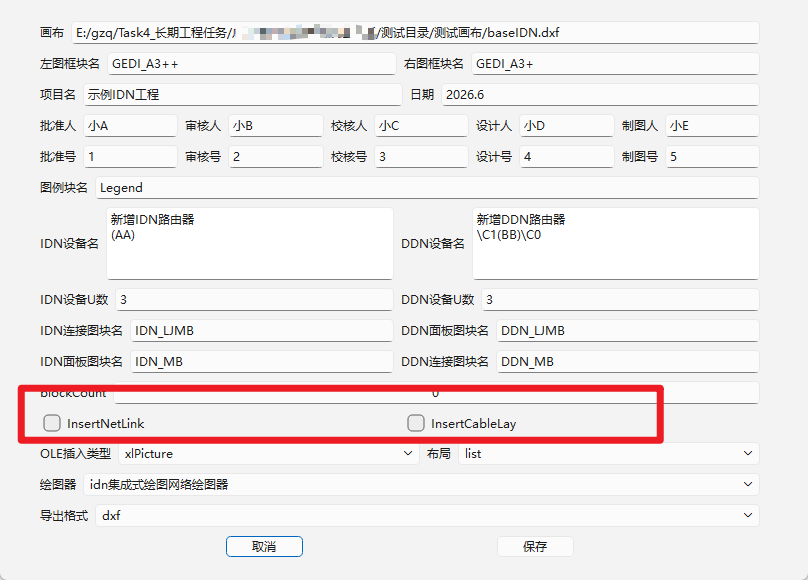 画布 E:/gzq/Task4_长期工程任务/ /测试目录/测试画布/baseIDN.dxf
左图框块名 GEDI_A3++ 右图框块名 GEDI_A3+
项目名 示例IDN工程 日期 2026.6
批准人 小A 审核人 小B 校核人 小C 设计人 小D 制图人 小E
批准号 1 审核号 2 校核号 3 设计号 4 制图号 5
图例块名 Legend
IDN设备名 新增IDN路由器
(AA)
DDN设备名 新增DDN路由器
\C1(BB)\C0
IDN设备U数 3 DDN设备U数 3
IDN连接图块名 IDN_LJMB DDN面板图块名 DDN_LJMB
IDN面板图块名 IDN_MB DDN连接图块名 DDN_MB
blockCount 0
InsertNetLink InsertCableLay
OLE插入类型 xlPicture 布局 list
绘图器 idn集成式绘图网络绘图器
导出格式 dxf
取消 保存